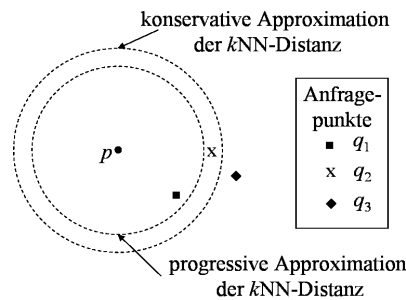 konservative Approximation
der kNN-Distanz
Anfrage-
punkte
p
x
q1
x q2
q3
progressive Approximation
der kNN-Distanz